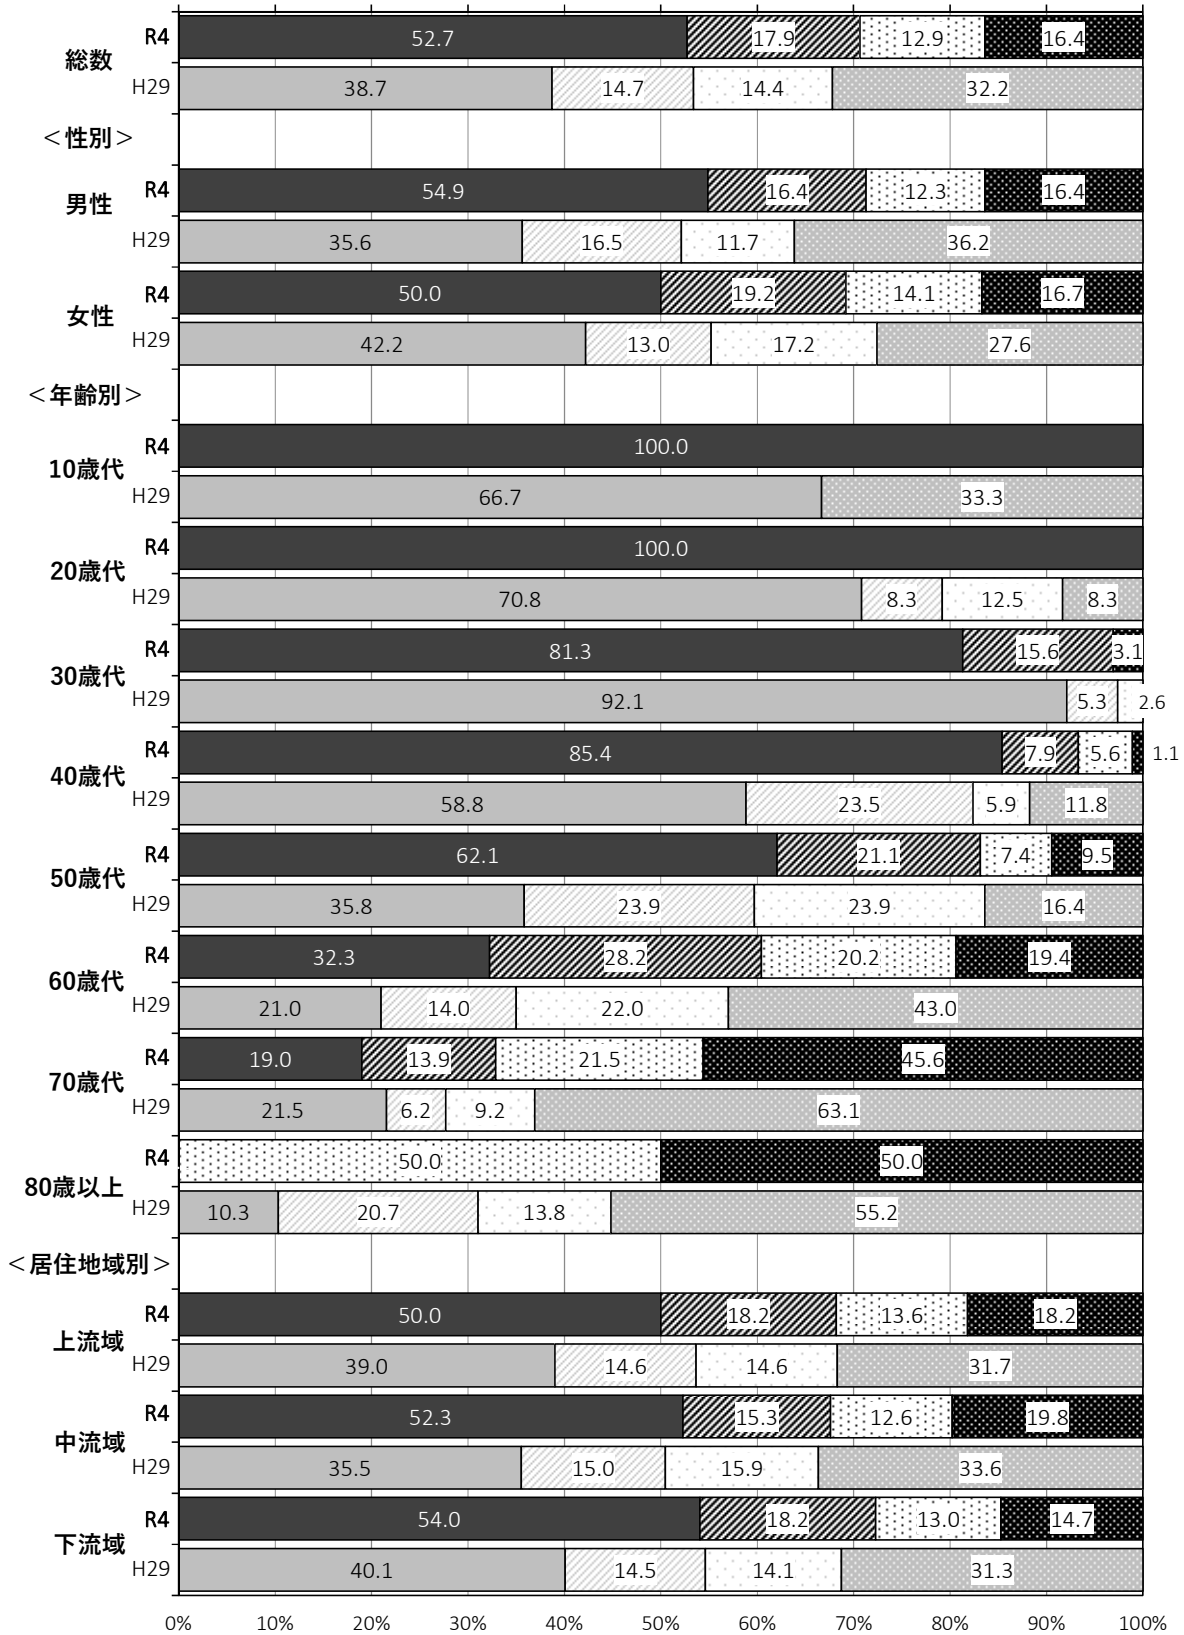 総数
R4 52.7 17.9 12.9 16.4
H29 38.7 14.7 14.4 32.2
＜性別＞
男性
R4 54.9 16.4 12.3 16.4
H29 35.6 16.5 11.7 36.2
女性
R4 50.0 19.2 14.1 16.7
H29 42.2 13.0 17.2 27.6
＜年齢別＞
10歳代
R4 100.0
H29 66.7 33.3
20歳代
R4 100.0
H29 70.8 8.3 12.5 8.3
30歳代
R4 81.3 15.6 3.1
H29 92.1 5.3 2.6
40歳代
R4 85.4 7.9 5.6 1.1
H29 58.8 23.5 5.9 11.8
50歳代
R4 62.1 21.1 7.4 9.5
H29 35.8 23.9 23.9 16.4
60歳代
R4 32.3 28.2 20.2 19.4
H29 21.0 14.0 22.0 43.0
70歳代
R4 19.0 13.9 21.5 45.6
H29 21.5 6.2 9.2 63.1
80歳以上
R4 50.0 50.0
H29 10.3 20.7 13.8 55.2
＜居住地域別＞
上流域
R4 50.0 18.2 13.6 18.2
H29 39.0 14.6 14.6 31.7
中流域
R4 52.3 15.3 12.6 19.8
H29 35.5 15.0 15.9 33.6
下流域
R4 54.0 18.2 13.0 14.7
H29 40.1 14.5 14.1 31.3
0% 10% 20% 30% 40% 50% 60% 70% 80% 90% 100%